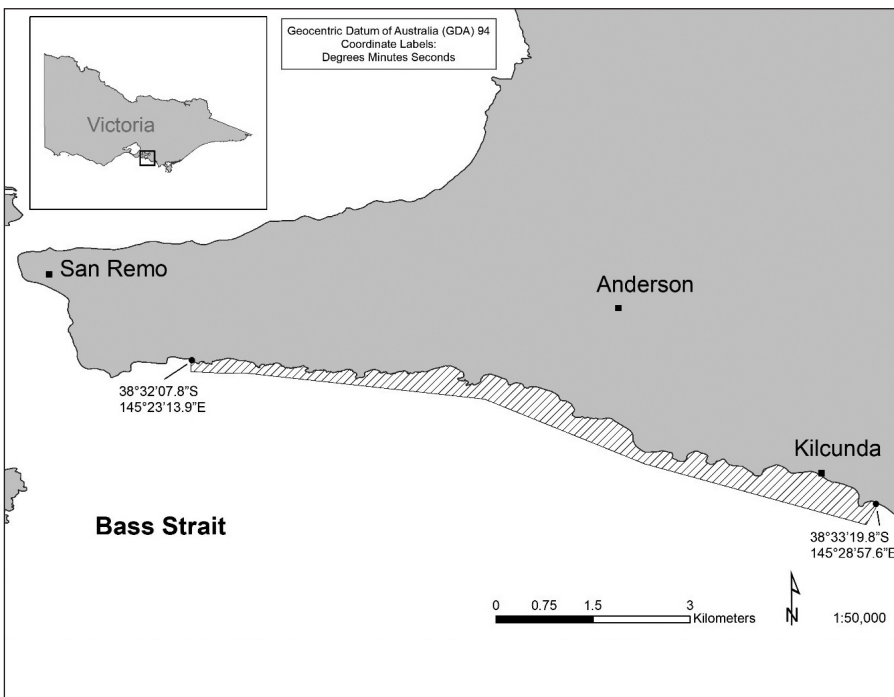 Geocentric Datum of Australia (GDA) 94
Coordinate Labels:
Degrees Minutes Seconds
Victoria
San Remo
Anderson
38°32’07.8”S
145°23’13.9”E
Kilcunda
Bass Strait
38°33’19.8”S
145°28’57.6”E
0 0.75 1.5 3
Kilometers
N
1:50,000